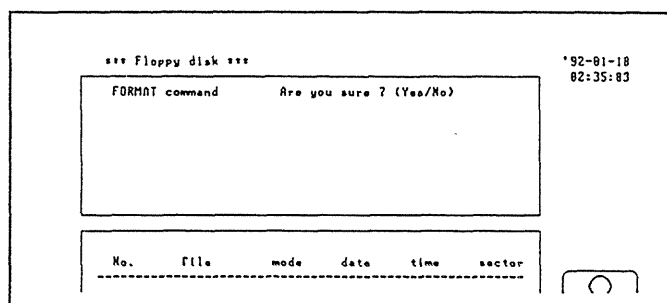 *** Floppy disk ***
'92-01-18
02:35:03
FORMAT command Are you sure ? (Yes/No)
No. File mode date time sector